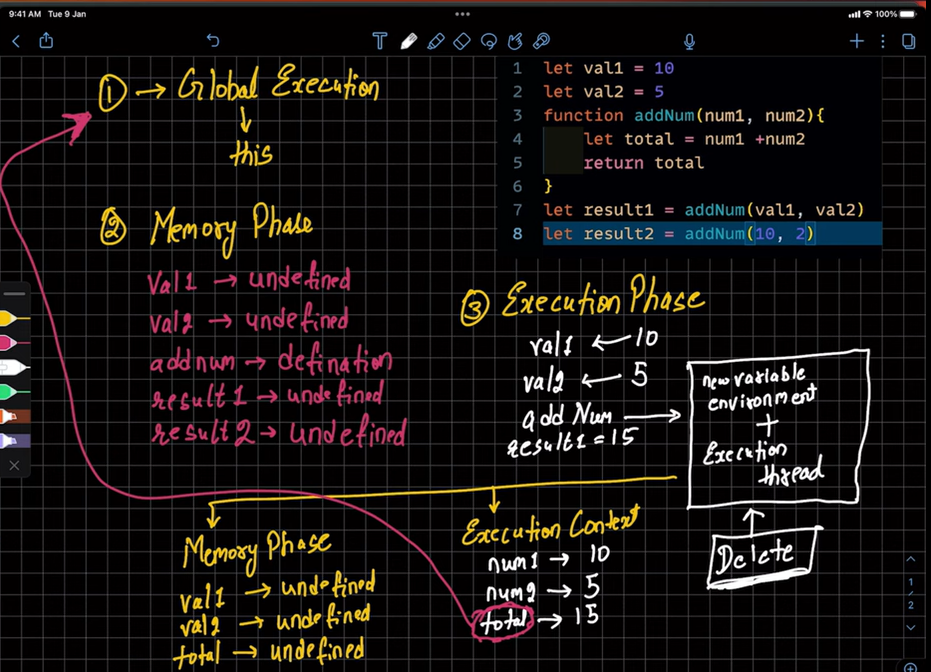 9:41 AM Tue 9 Jan
100%
① → Global Execution
↓
this
② Memory Phase
Val1 → undefined
val2 → undefined
addnum → defination
result1 → undefined
result2 → undefined
1 let val1 = 10
2 let val2 = 5
3 function addNum(num1, num2){
4 let total = num1 +num2
5 return total
6 }
7 let result1 = addNum(val1, val2)
8 let result2 = addNum(10, 2)
③ Execution Phase
val1 ← 10
val2 ← 5
add Num →
result1 = 15
new variable
environment
+
Execution
thread
Delete
Memory Phase
val1 → undefined
val2 → undefined
total → undefined
Execution Context
num1 → 10
num2 → 5
total → 15
1
/
2